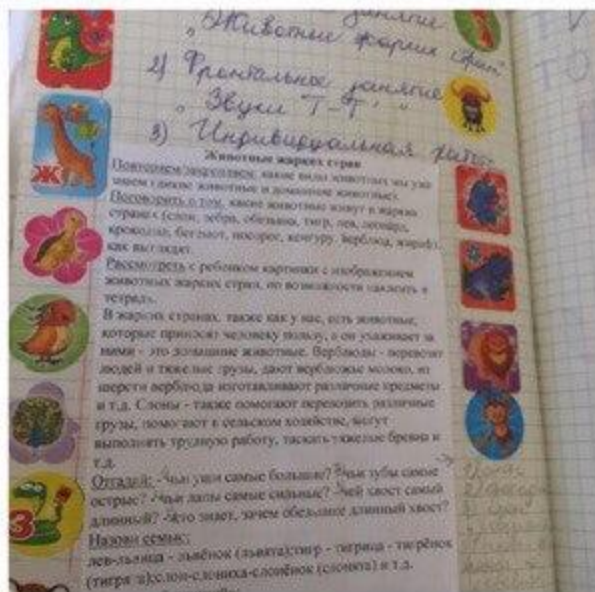 занятие
„Животные жарких стран"
2) Фронтальное занятие
„Звуки Т-Т' "
3) Индивидуальная работа
Животные жарких стран
Повторяем/закрепляем: какие виды животных мы уже
знаем (дикие животные и домашние животные).
Поговорить о том, какие животные живут в жарких
странах (слон, зебра, обезьяна, тигр, лев, леопард,
крокодил, бегемот, носорог, кенгуру, верблюд, жираф),
как выглядят.
Рассмотреть с ребенком картинки с изображением
животных жарких стран, по возможности наклеить в
тетрадь.
В жарких странах, также как у нас, есть животные,
которые приносят человеку пользу, а он ухаживает за
ними - это домашние животные. Верблюды - перевозят
людей и тяжелые грузы, дают верблюжье молоко, из
шерсти верблюда изготавливают различные предметы
и т.д. Слоны - также помогают перевозить различные
грузы, помогают в сельском хозяйстве, могут
выполнять трудную работу, таскать тяжелые бревна и
т.д.
Отгадай: - чьи уши самые большие? чьи зубы самые
острые? - чьи лапы самые сильные? - чей хвост самый
длинный? - кто знает, зачем обезьянке длинный хвост?
Назови семью:
лев-львица - львёнок (львята);тигр - тигрица - тигрёнок
(тигрята);слон-слониха-слонёнок (слонята) и т.д.
Ж
З